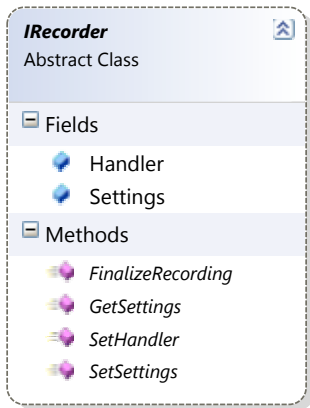 IRecorder
Abstract Class
Fields
Handler
Settings
Methods
FinalizeRecording
GetSettings
SetHandler
SetSettings